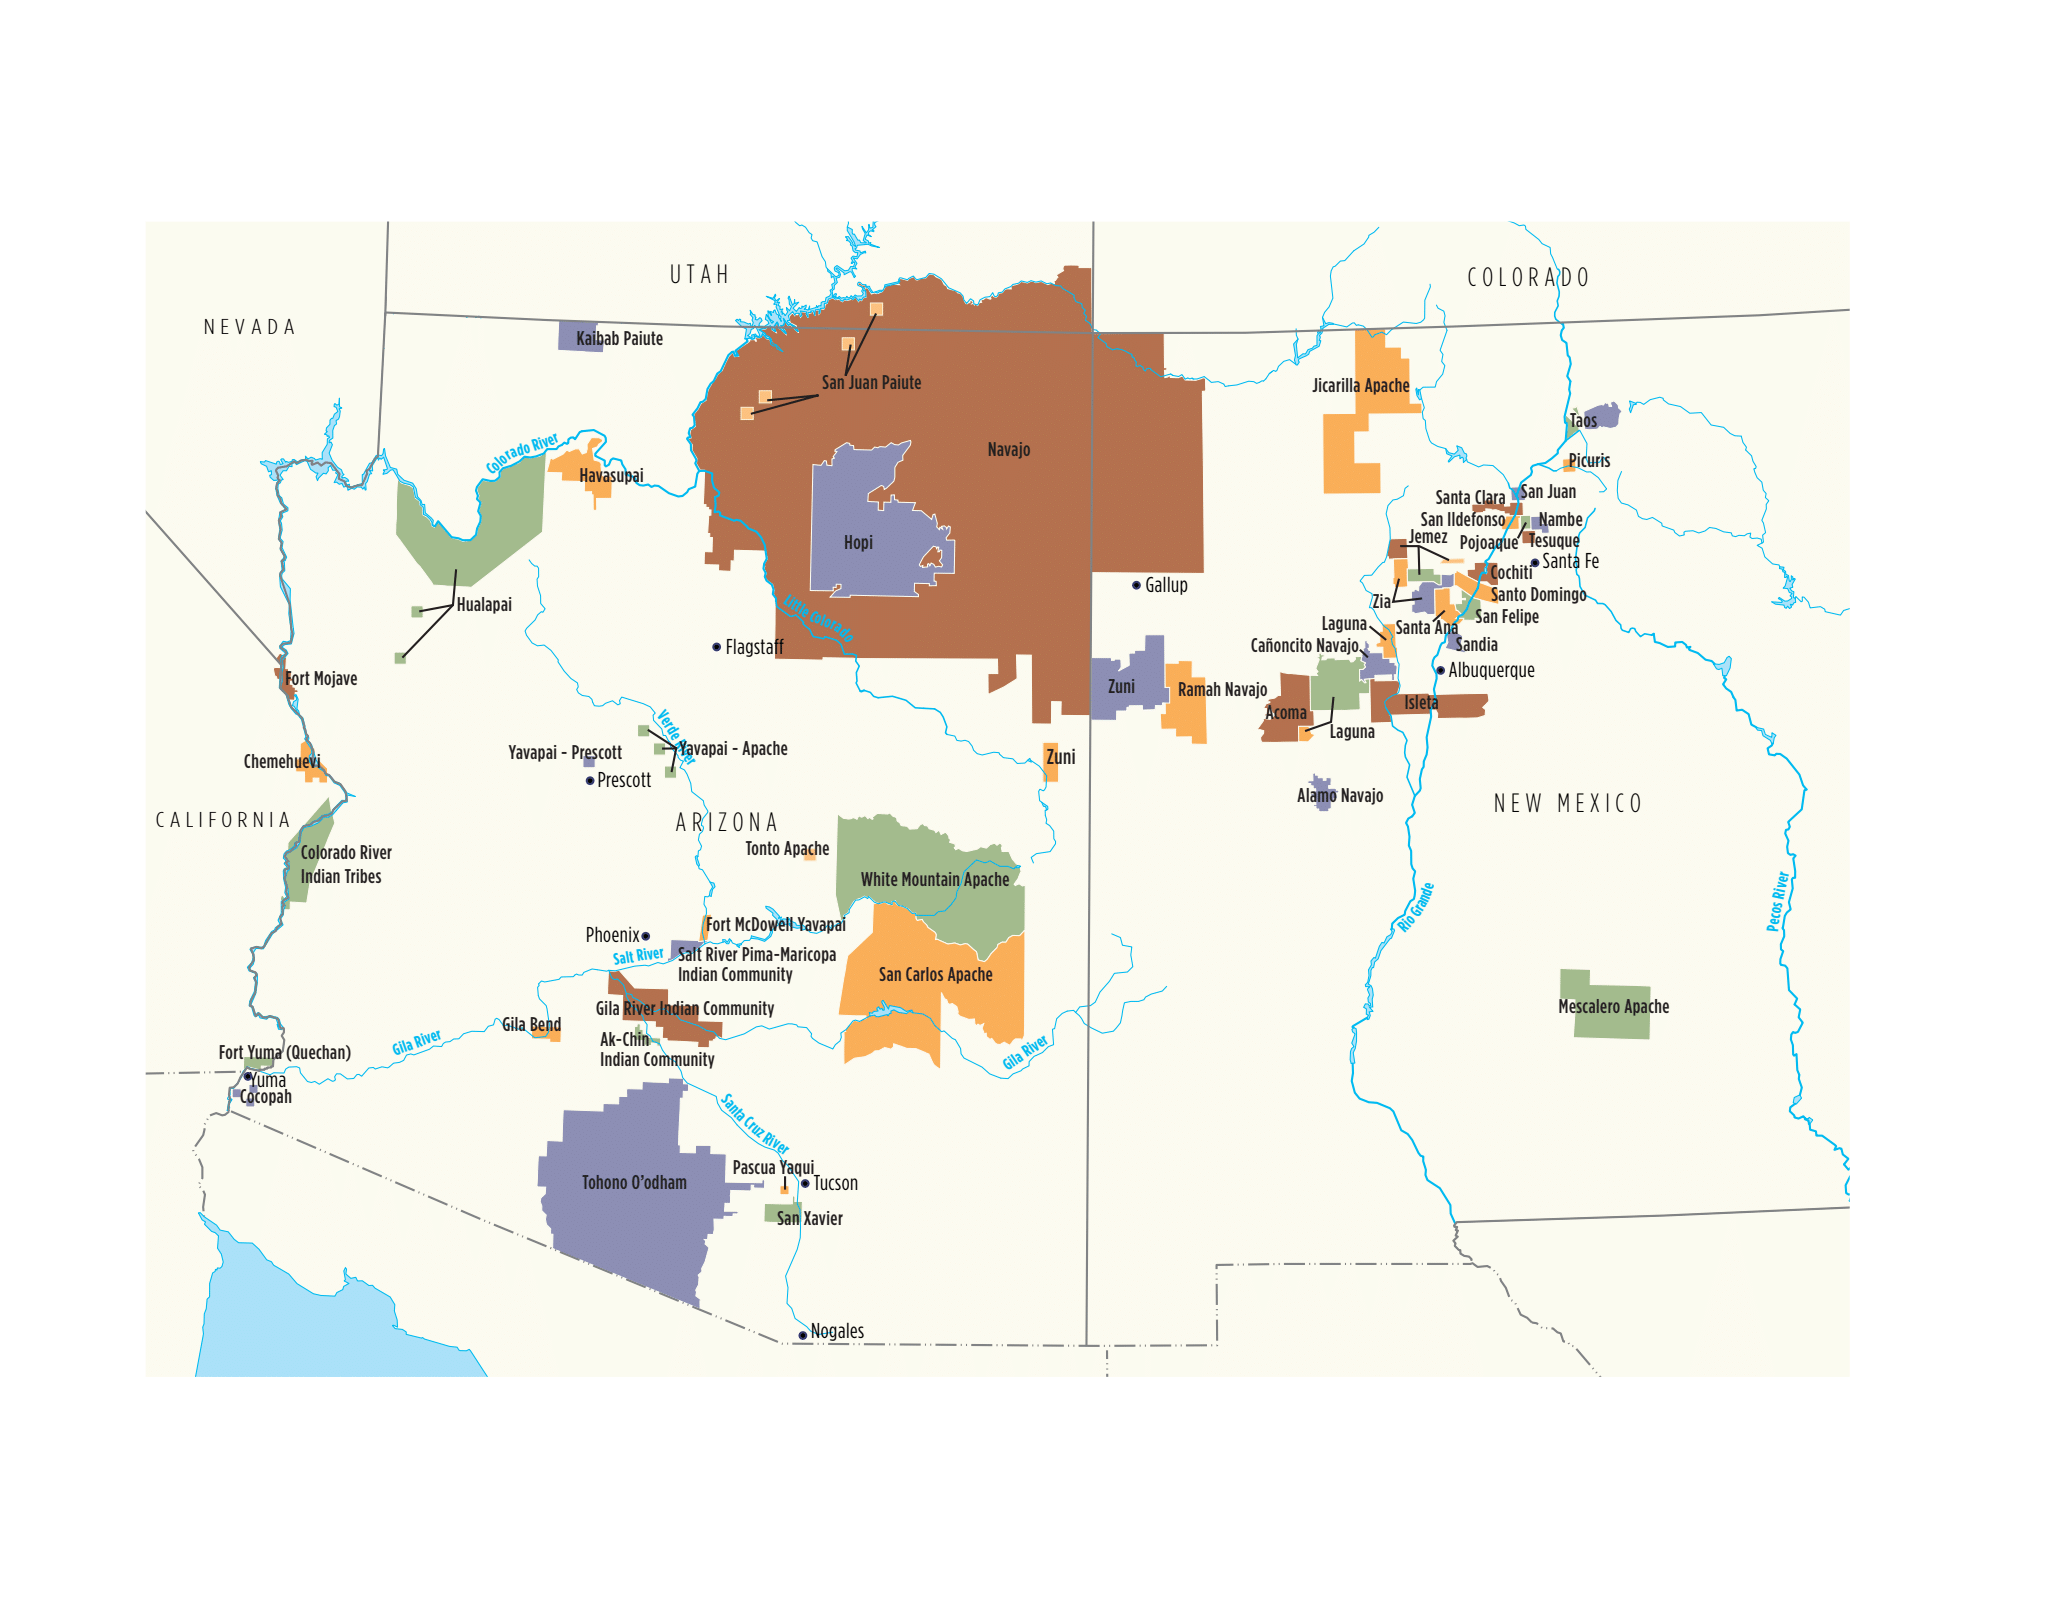 UTAH
COLORADO
NEVADA
Kaibab Paiute
San Juan Paiute
Jicarilla Apache
Taos
Colorado River
Navajo
Picuris
Havasupai
Santa Clara
San Juan
San Ildefonso
Nambe
Jemez
Pojoaque
Tesuque
Hopi
Santa Fe
Cochiti
Gallup
Zia
Santo Domingo
Hualapai
Little Colorado
San Felipe
Laguna
Santa Ana
Flagstaff
Cañoncito Navajo
Sandia
Albuquerque
Fort Mojave
Zuni
Ramah Navajo
Isleta
Acoma
Laguna
Verde River
Yavapai - Prescott
Yavapai - Apache
Chemehuevi
Zuni
Prescott
Alamo Navajo
NEW MEXICO
CALIFORNIA
ARIZONA
Tonto Apache
Colorado River
Indian Tribes
White Mountain Apache
Rio Grande
Pecos River
Fort McDowell Yavapai
Phoenix
Salt River
Salt River Pima-Maricopa
Indian Community
San Carlos Apache
Gila River Indian Community
Mescalero Apache
Gila Bend
Gila River
Ak-Chin
Indian Community
Gila River
Fort Yuma (Quechan)
Yuma
Cocopah
Santa Cruz River
Pascua Yaqui
Tohono O'odham
Tucson
San Xavier
Nogales